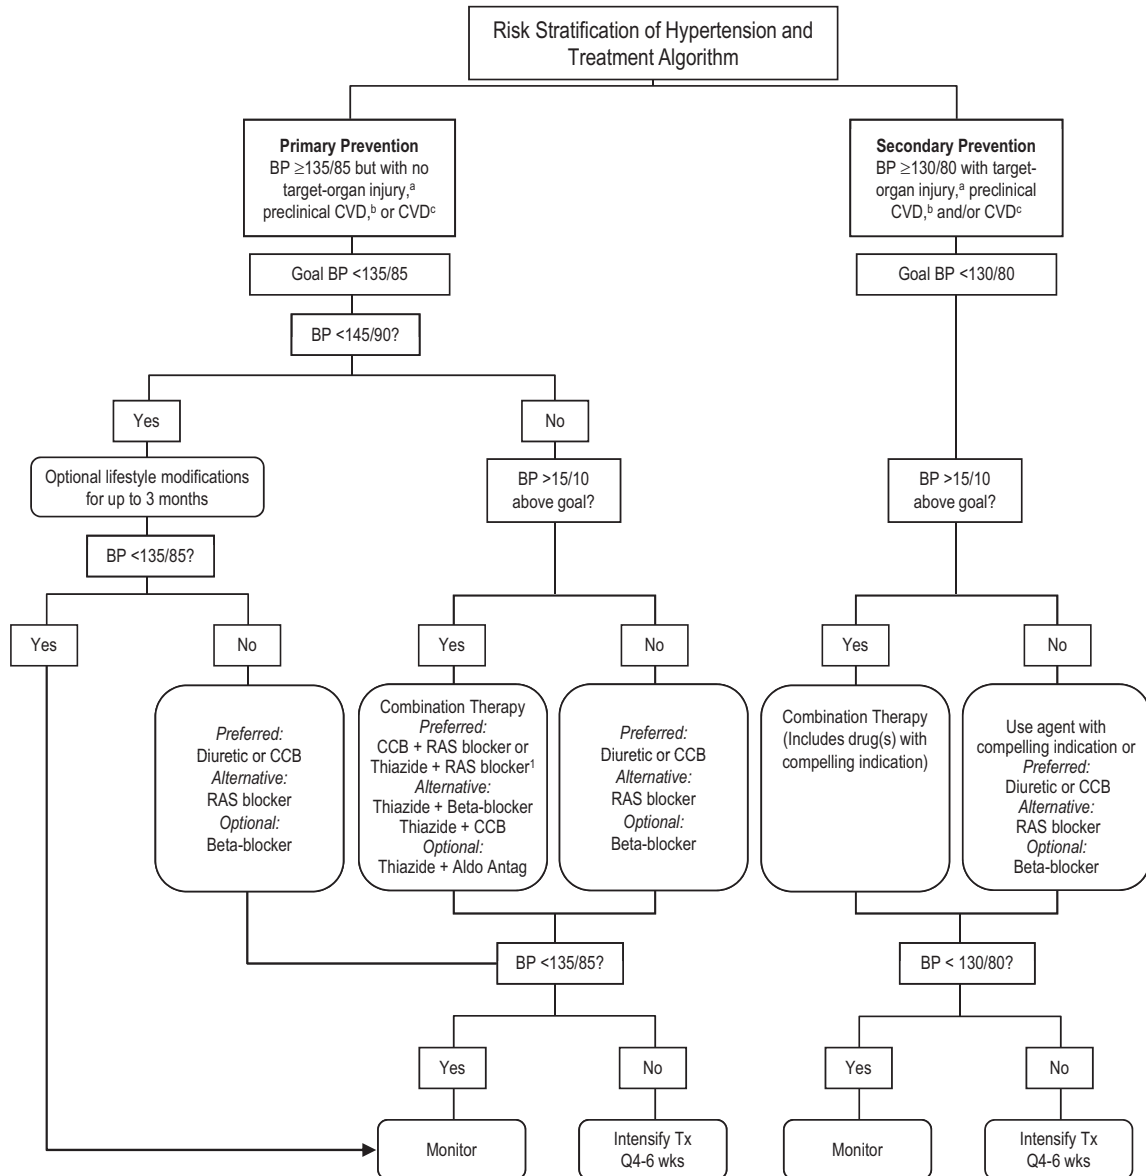 Risk Stratification of Hypertension and
Treatment Algorithm
Primary Prevention
BP ≥135/85 but with no
target-organ injury,ᵃ
preclinical CVD,ᵇ or CVDᶜ
Secondary Prevention
BP ≥130/80 with target-
organ injury,ᵃ preclinical
CVD,ᵇ and/or CVDᶜ
Goal BP <135/85
Goal BP <130/80
BP <145/90?
Yes
No
Optional lifestyle modifications
for up to 3 months
BP >15/10
above goal?
BP >15/10
above goal?
BP <135/85?
Yes
No
Yes
No
Yes
No
Preferred:
Diuretic or CCB
Alternative:
RAS blocker
Optional:
Beta-blocker
Combination Therapy
Preferred:
CCB + RAS blocker or
Thiazide + RAS blocker¹
Alternative:
Thiazide + Beta-blocker
Thiazide + CCB
Optional:
Thiazide + Aldo Antag
Preferred:
Diuretic or CCB
Alternative:
RAS blocker
Optional:
Beta-blocker
Combination Therapy
(Includes drug(s) with
compelling indication)
Use agent with
compelling indication or
Preferred:
Diuretic or CCB
Alternative:
RAS blocker
Optional:
Beta-blocker
BP <135/85?
BP < 130/80?
Yes
No
Yes
No
Monitor
Intensify Tx
Q4-6 wks
Monitor
Intensify Tx
Q4-6 wks